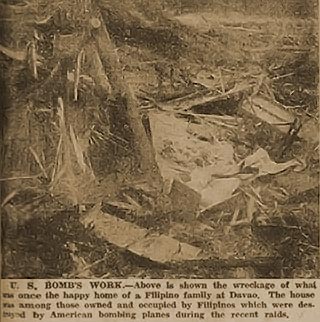 U. S. BOMB'S WORK.—Above is shown the wreckage of what
was once the happy home of a Filipino family at Davao. The house
was among those owned and occupied by Filipinos which were des-
troyed by American bombing planes during the recent raids.